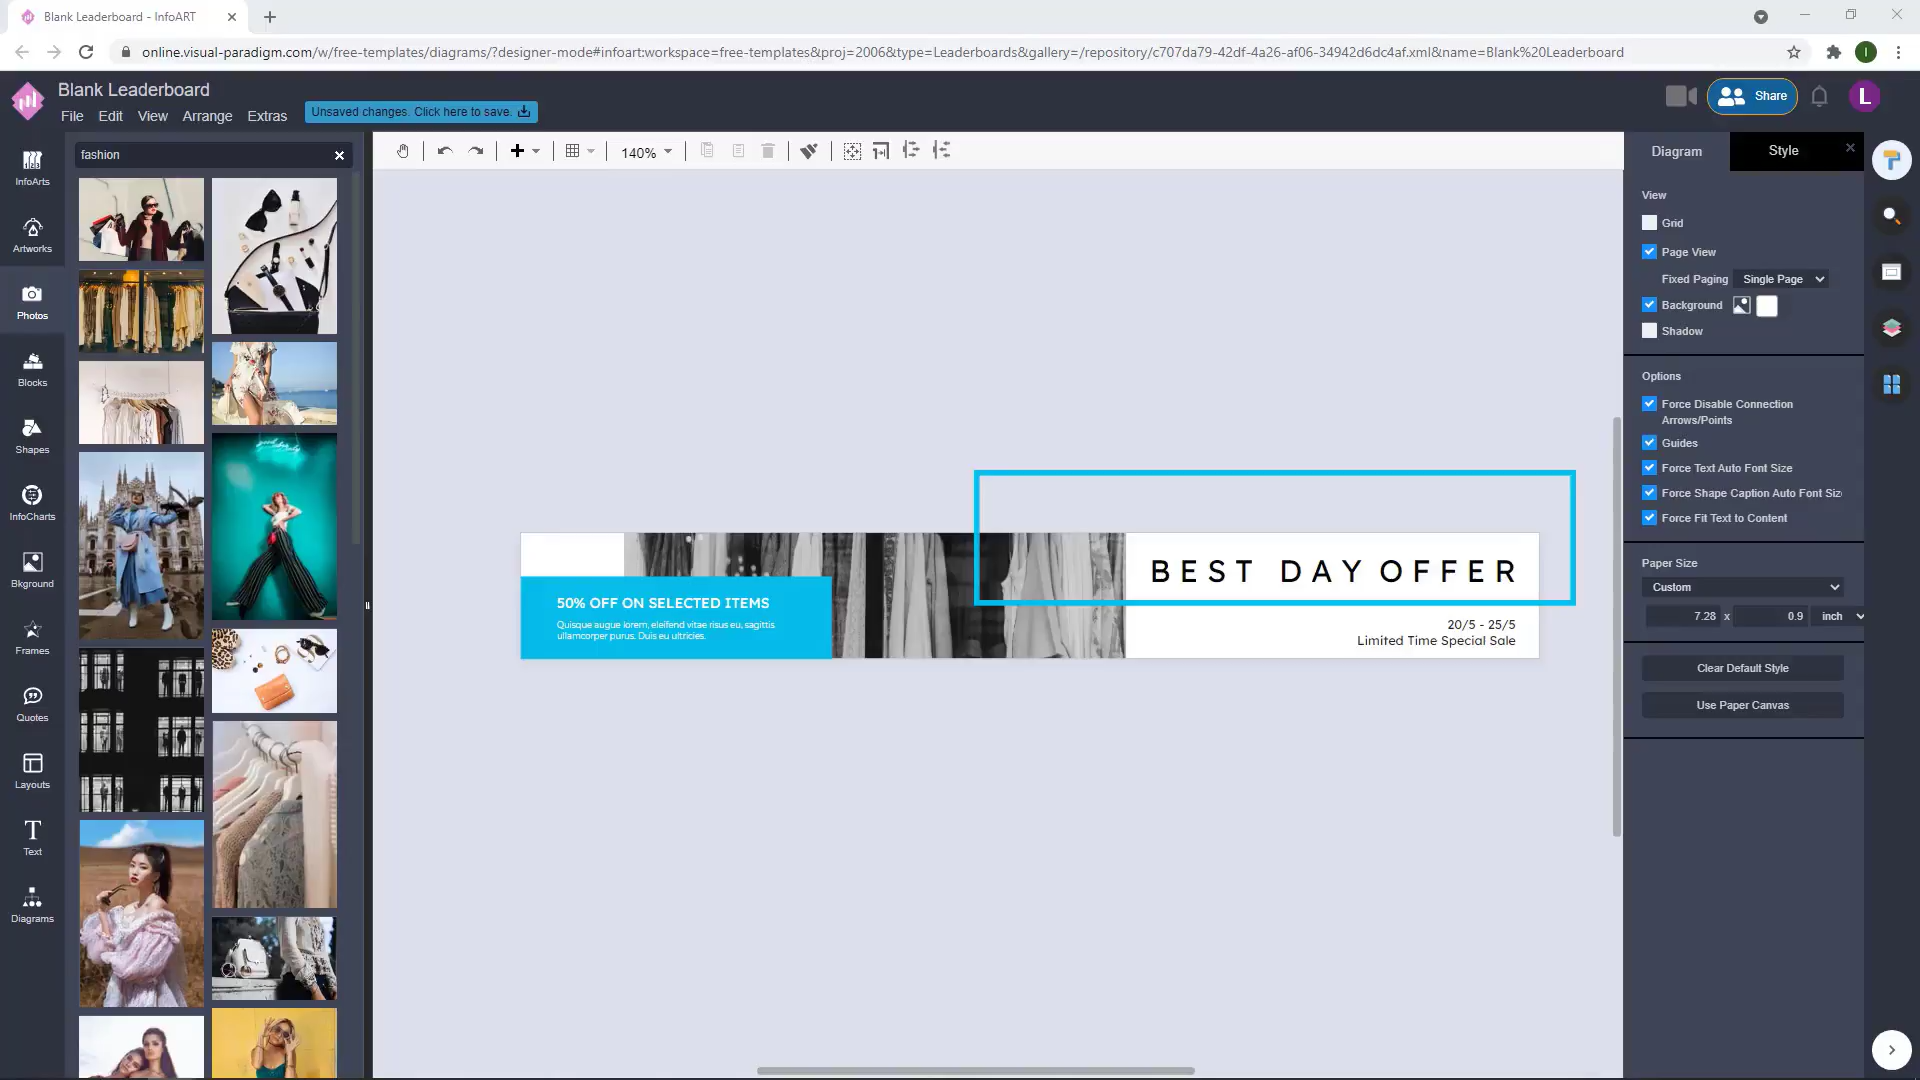 Blank Leaderboard - InfoART
online.visual-paradigm.com/w/free-templates/diagrams/?designer-mode#infoart:workspace=free-templates&proj=2006&type=Leaderboards&gallery=/repository/c707da79-42df-4a26-af06-34942d6dc4af.xml&name=Blank%20Leaderboard
I
Blank Leaderboard
File Edit View Arrange Extras
Unsaved changes. Click here to save.
Share
L
InfoArts
Artworks
Photos
Blocks
Shapes
InfoCharts
Bkground
Frames
Quotes
Layouts
T
Text
Diagrams
fashion
140%
BEST DAY OFFER
50% OFF ON SELECTED ITEMS
Quisque augue lorem, eleifend vitae risus eu, sagittis
ullamcorper purus. Duis eu ultricies.
20/5 - 25/5
Limited Time Special Sale
Diagram
Style
View
Grid
Page View
Fixed Paging Single Page
Background
Shadow
Options
Force Disable Connection
Arrows/Points
Guides
Force Text Auto Font Size
Force Shape Caption Auto Font Siz
Force Fit Text to Content
Paper Size
Custom
7.28 x 0.9 inch
Clear Default Style
Use Paper Canvas